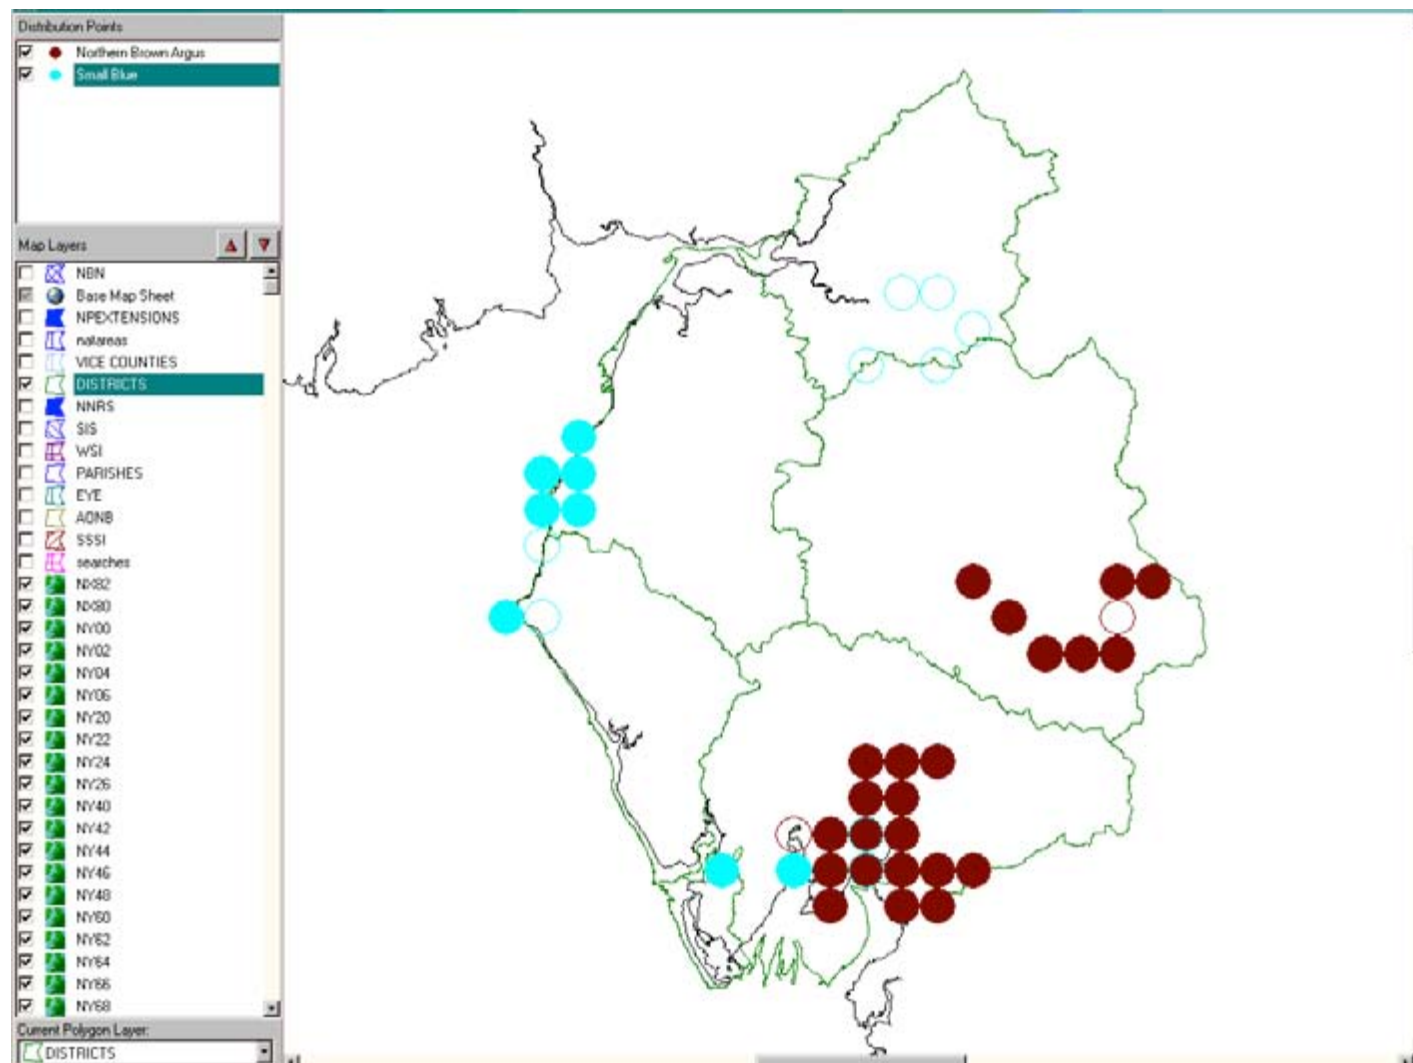 Distribution Points
Northern Brown Argus
Small Blue
Map Layers
NBN
Base Map Sheet
NPEXTENSIONS
natareas
VICE COUNTIES
DISTRICTS
NNRS
SIS
WSI
PARISHES
EYE
AONB
SSSI
searches
NX82
NX80
NY00
NY02
NY04
NY06
NY20
NY22
NY24
NY26
NY40
NY42
NY44
NY46
NY48
NY60
NY62
NY64
NY66
NY68
Current Polygon Layer:
DISTRICTS